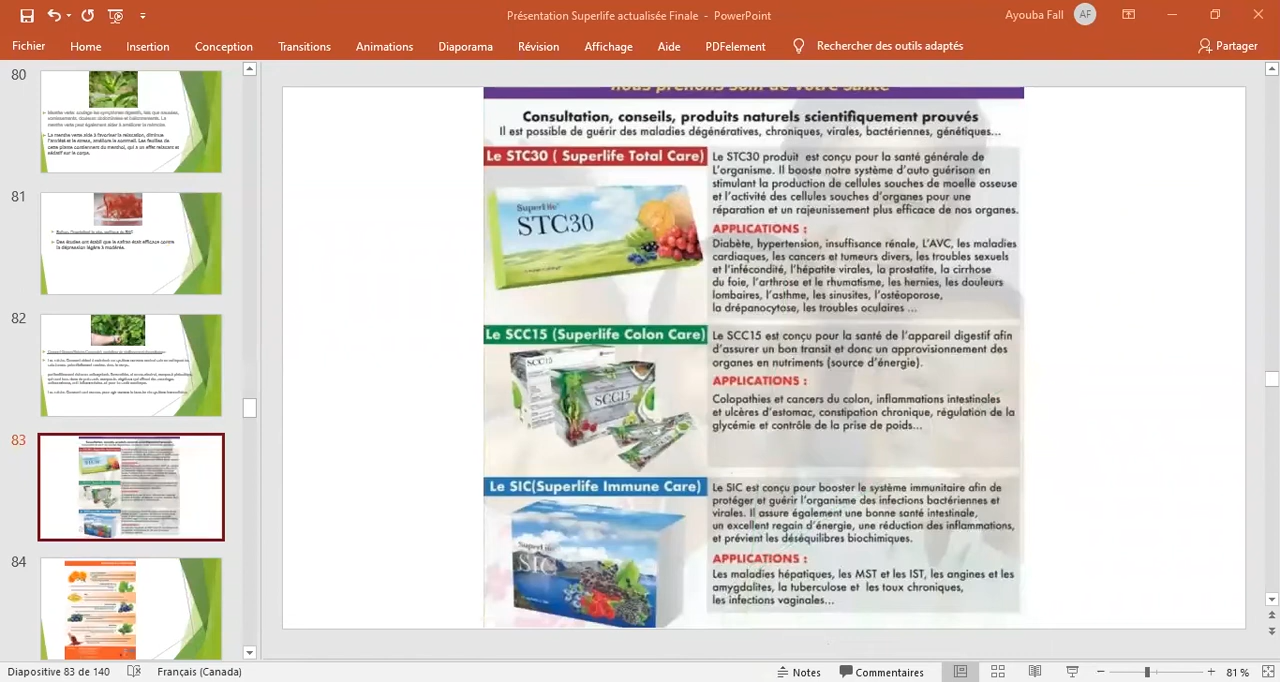 Présentation Superlife actualisée Finale - PowerPoint
Ayouba Fall
AF
Fichier
Home
Insertion
Conception
Transitions
Animations
Diaporama
Révision
Affichage
Aide
PDFelement
Rechercher des outils adaptés
Partager
80
81
82
83
84
nous prenons soin de votre santé
Consultation, conseils, produits naturels scientifiquement prouvés
Il est possible de guérir des maladies dégénératives, chroniques, virales, bactériennes, génétiques...
Le STC30 ( Superlife Total Care)
SuperLife
STC30
Le STC30 produit est conçu pour la santé générale de
L'organisme. Il booste notre système d'auto guérison en
stimulant la production de cellules souches de moelle osseuse
et l'activité des cellules souches d'organes pour une
réparation et un rajeunissement plus efficace de nos organes.
APPLICATIONS :
Diabète, hypertension, insuffisance rénale, L'AVC, les maladies
cardiaques, les cancers et tumeurs divers, les troubles sexuels
et l'infécondité, l'hépatite virales, la prostatite, la cirrhose
du foie, l'arthrose et le rhumatisme, les hernies, les douleurs
lombaires, l'asthme, les sinusites, l'ostéoporose,
la drépanocytose, les troubles oculaires ...
Le SCC15 (Superlife Colon Care)
SCC15
SCC15
Le SCC15 est conçu pour la santé de l'appareil digestif afin
d'assurer un bon transit et donc un approvisionnement des
organes en nutriments (source d'énergie).
APPLICATIONS :
Colopathies et cancers du colon, inflammations intestinales
et ulcères d'estomac, constipation chronique, régulation de la
glycémie et contrôle de la prise de poids...
Le SIC(Superlife Immune Care)
SuperLife
SIC
Le SIC est conçu pour booster le système immunitaire afin de
protéger et guérir l'organisme des infections bactériennes et
virales. Il assure également une bonne santé intestinale,
un excellent regain d'énergie, une réduction des inflammations,
et prévient les déséquilibres biochimiques.
APPLICATIONS :
Les maladies hépatiques, les MST et les IST, les angines et les
amygdalites, la tuberculose et les toux chroniques,
les infections vaginales...
Diapositive 83 de 140
Français (Canada)
Notes
Commentaires
81 %